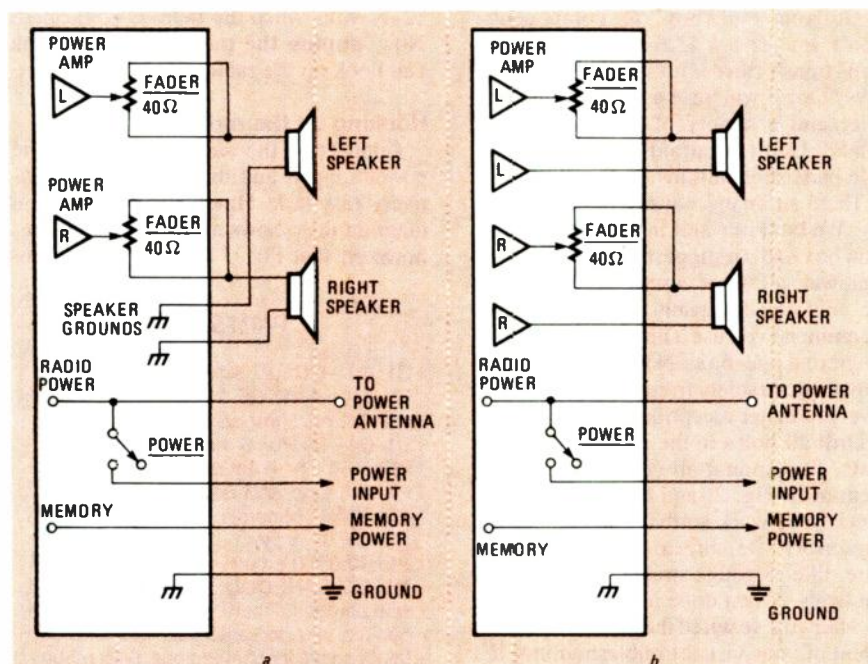 POWER
AMP
L
FADER
40Ω
LEFT
SPEAKER
POWER
AMP
R
FADER
40Ω
RIGHT
SPEAKER
SPEAKER
GROUNDS
RADIO
POWER
TO
POWER
ANTENNA
POWER
POWER
INPUT
MEMORY
MEMORY
POWER
GROUND
a
POWER
AMP
L
FADER
40Ω
L
LEFT
SPEAKER
R
FADER
40Ω
R
RIGHT
SPEAKER
RADIO
POWER
TO POWER
ANTENNA
POWER
POWER
INPUT
MEMORY
POWER
MEMORY
GROUND
b